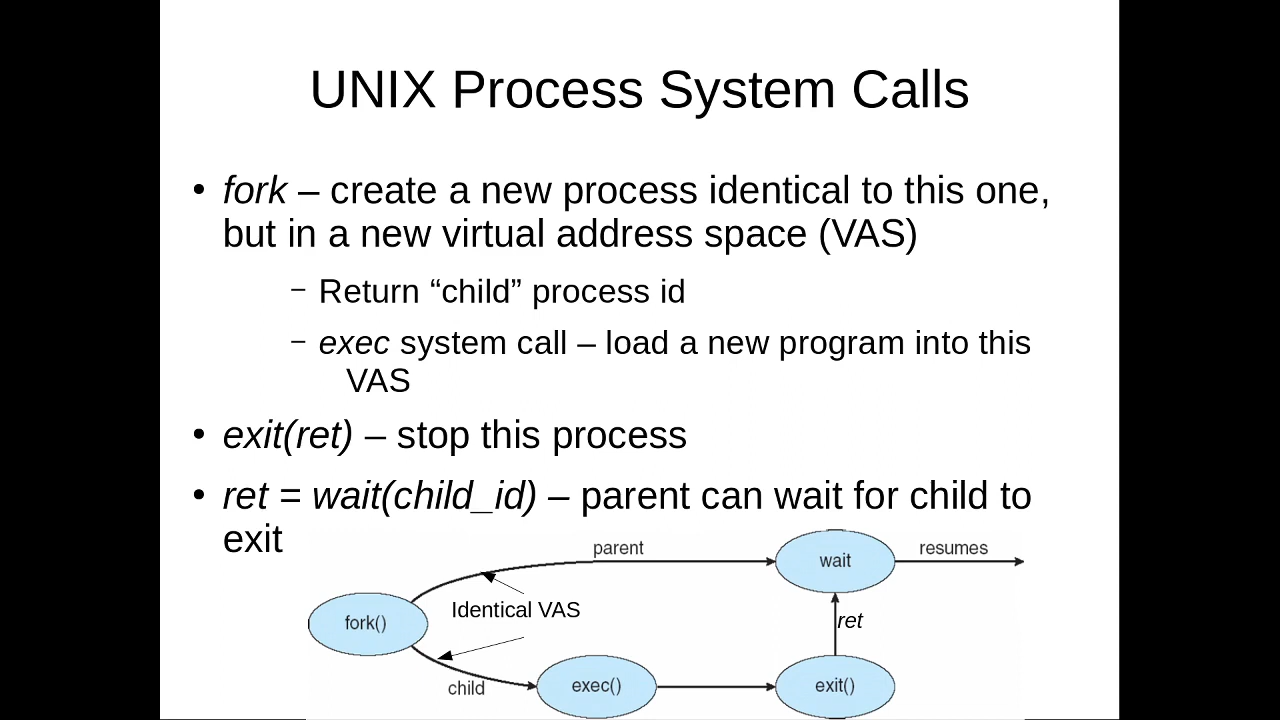 UNIX Process System Calls
• fork – create a new process identical to this one,
but in a new virtual address space (VAS)
– Return “child” process id
– exec system call – load a new program into this
VAS
• exit(ret) – stop this process
• ret = wait(child_id) – parent can wait for child to
exit
parent
wait
resumes
fork()
Identical VAS
ret
child
exec()
exit()